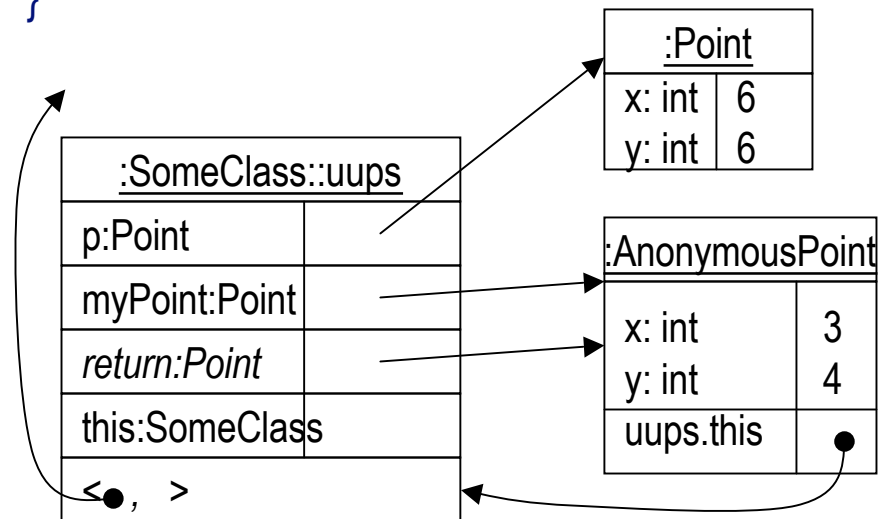 }
:Point
x: int 6
y: int 6
:SomeClass::uups
p:Point
myPoint:Point
return:Point
this:SomeClass
< , >
:AnonymousPoint
x: int 3
y: int 4
uups.this